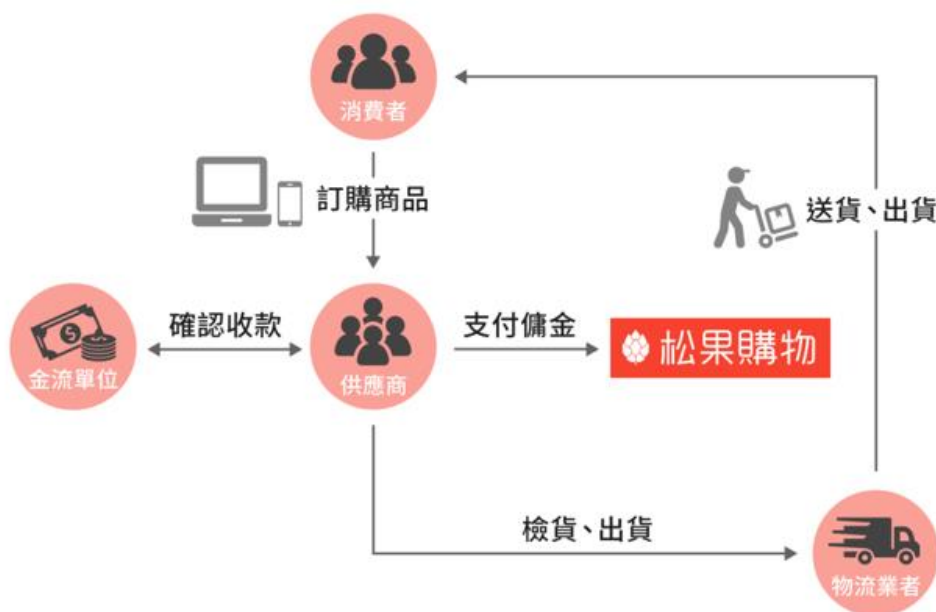 消費者
訂購商品
送貨、出貨
金流單位
確認收款
供應商
支付傭金
松果購物
檢貨、出貨
物流業者